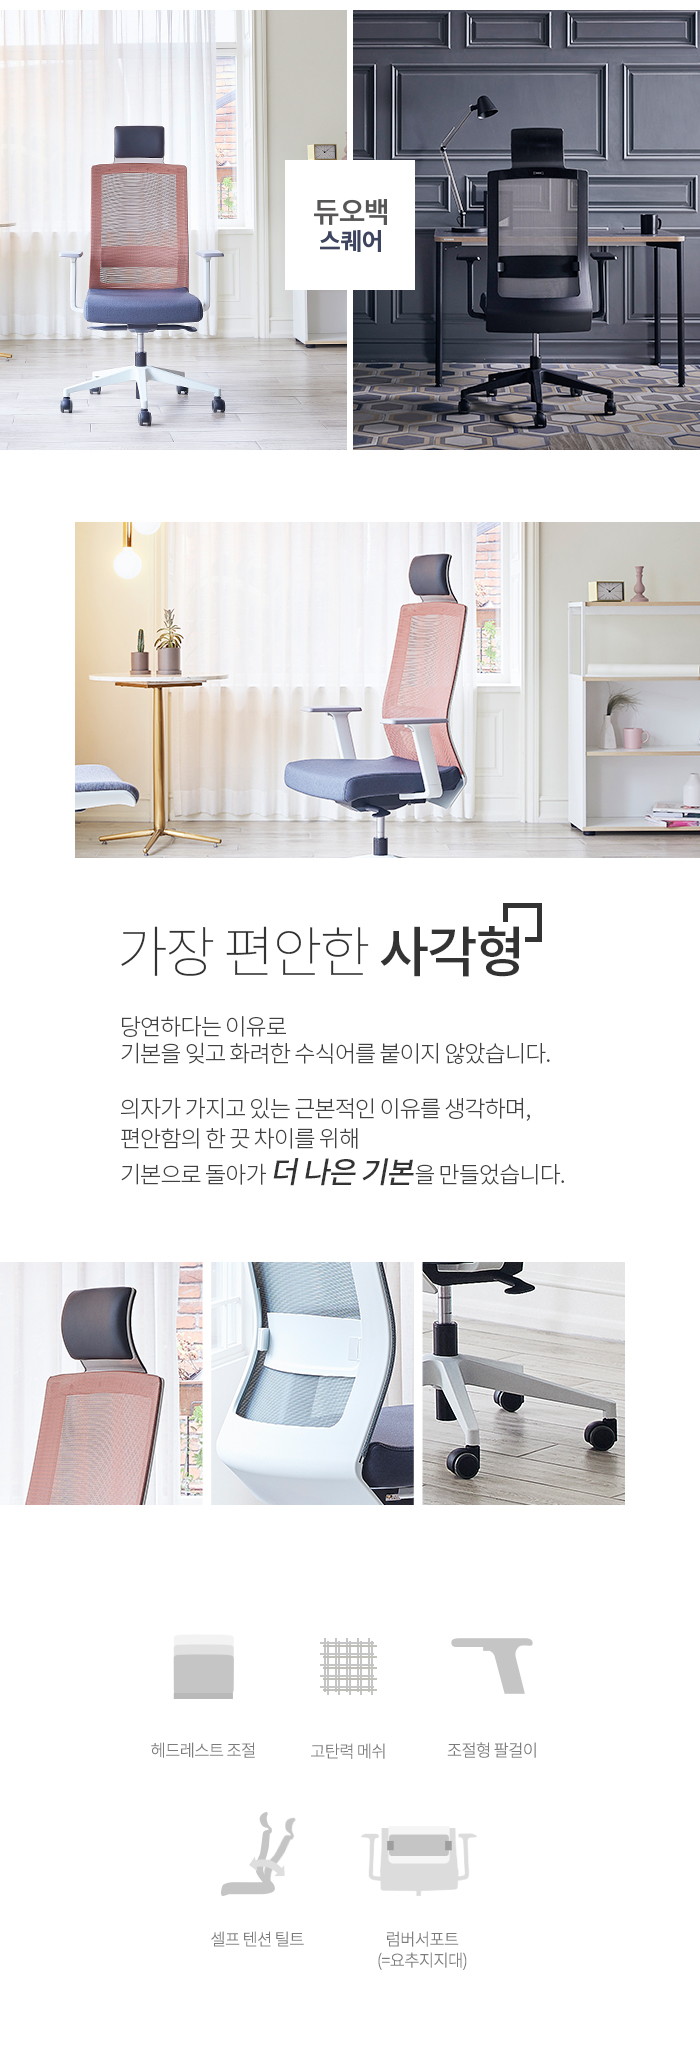 듀오백
스퀘어
가장 편안한 사각형
당연하다는 이유로
기본을 잊고 화려한 수식어를 붙이지 않았습니다.
의자가 가지고 있는 근본적인 이유를 생각하며,
편안함의 한 끗 차이를 위해
기본으로 돌아가 더 나은 기본을 만들었습니다.
헤드레스트 조절
고탄력 메쉬
조절형 팔걸이
셀프 텐션 틸트
럼버서포트
(=요추지지대)